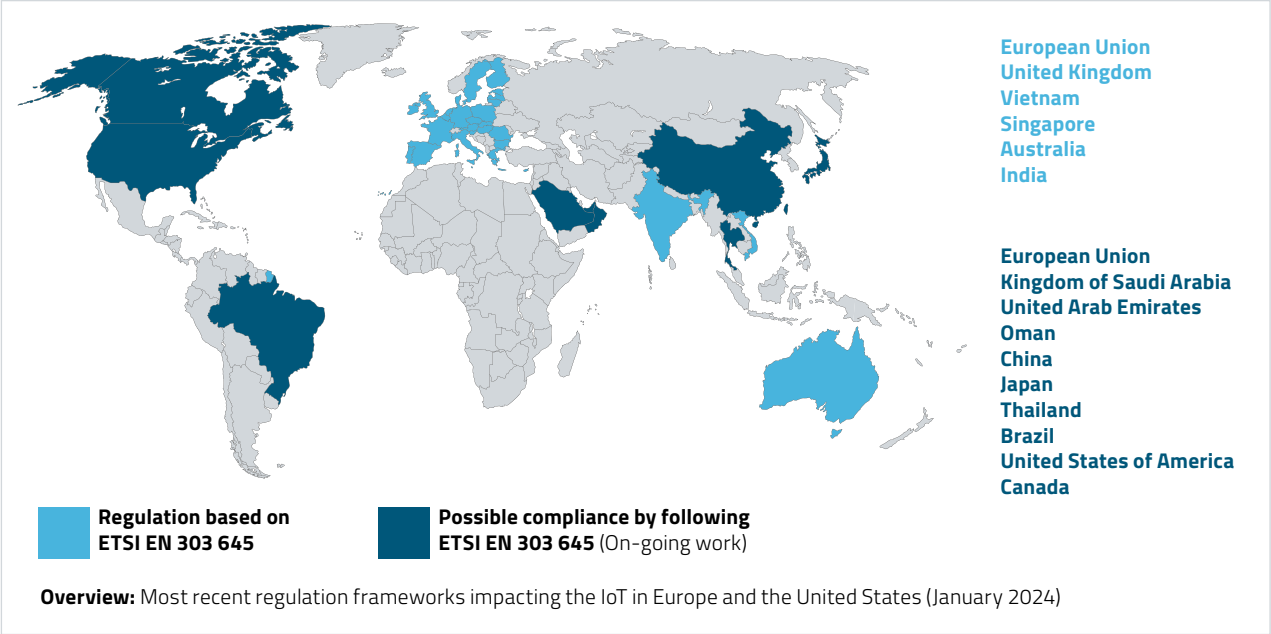 European Union
United Kingdom
Vietnam
Singapore
Australia
India
European Union
Kingdom of Saudi Arabia
United Arab Emirates
Oman
China
Japan
Thailand
Brazil
United States of America
Canada
Regulation based on
ETSI EN 303 645
Possible compliance by following
ETSI EN 303 645 (On-going work)
Overview: Most recent regulation frameworks impacting the IoT in Europe and the United States (January 2024)